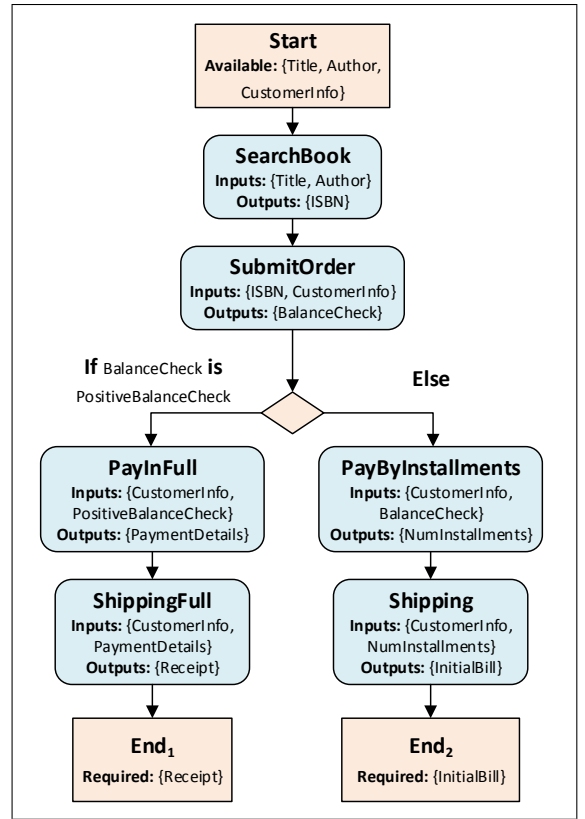 Start
Available: {Title, Author,
CustomerInfo}
SearchBook
Inputs: {Title, Author}
Outputs: {ISBN}
SubmitOrder
Inputs: {ISBN, CustomerInfo}
Outputs: {BalanceCheck}
If BalanceCheck is
PositiveBalanceCheck
Else
PayInFull
Inputs: {CustomerInfo,
PositiveBalanceCheck}
Outputs: {PaymentDetails}
PayByInstallments
Inputs: {CustomerInfo,
BalanceCheck}
Outputs: {NumInstallments}
ShippingFull
Inputs: {CustomerInfo,
PaymentDetails}
Outputs: {Receipt}
Shipping
Inputs: {CustomerInfo,
NumInstallments}
Outputs: {InitialBill}
End1
Required: {Receipt}
End2
Required: {InitialBill}